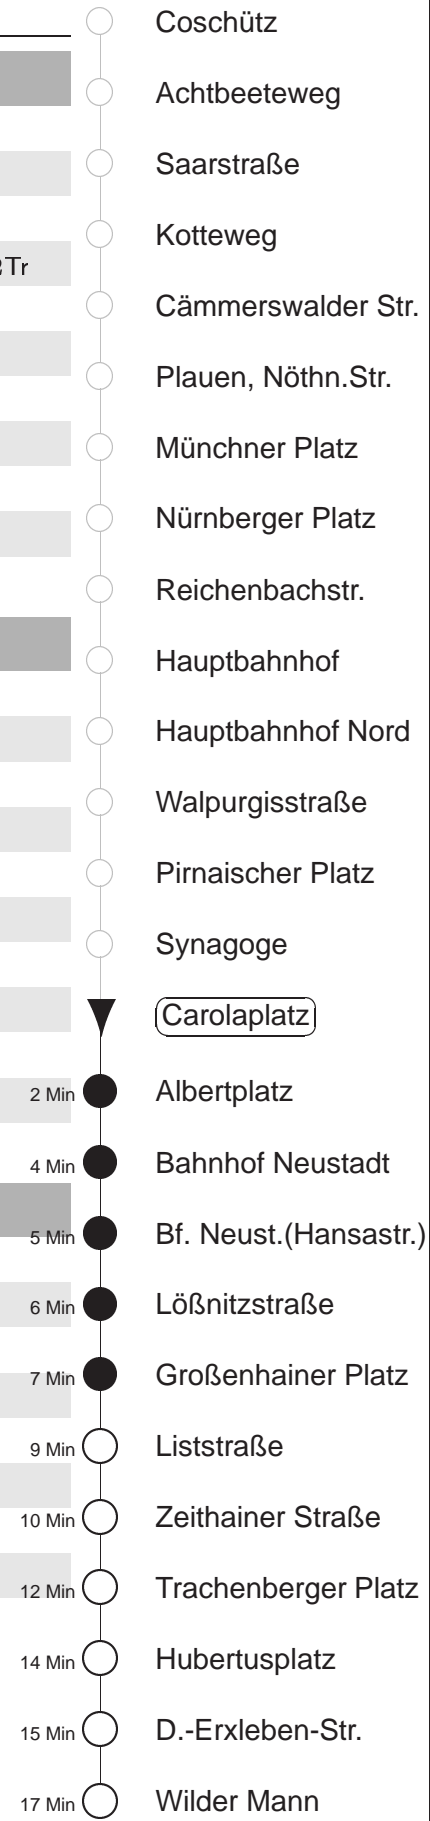 Coschütz
Achtbeeteweg
Saarstraße
Kotteweg
Tr
Cämmerswalder Str.
Plauen, Nöthn.Str.
Münchner Platz
Nürnberger Platz
Reichenbachstr.
Hauptbahnhof
Hauptbahnhof Nord
Walpurgisstraße
Pirnaischer Platz
Synagoge
Carolaplatz
2 Min Albertplatz
4 Min Bahnhof Neustadt
5 Min Bf. Neust.(Hansastr.)
6 Min Lößnitzstraße
7 Min Großenhainer Platz
9 Min Liststraße
10 Min Zeithainer Straße
12 Min Trachenberger Platz
14 Min Hubertusplatz
15 Min D.-Erxleben-Str.
17 Min Wilder Mann